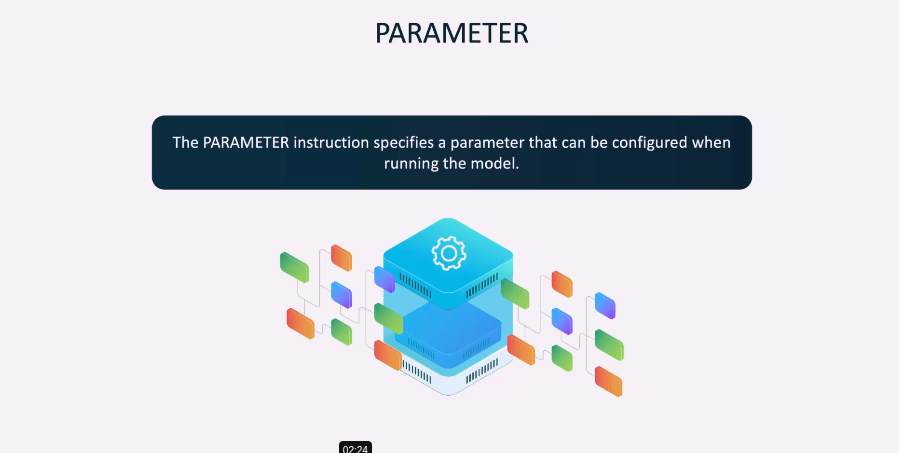 PARAMETER
The PARAMETER instruction specifies a parameter that can be configured when
running the model.
02:24